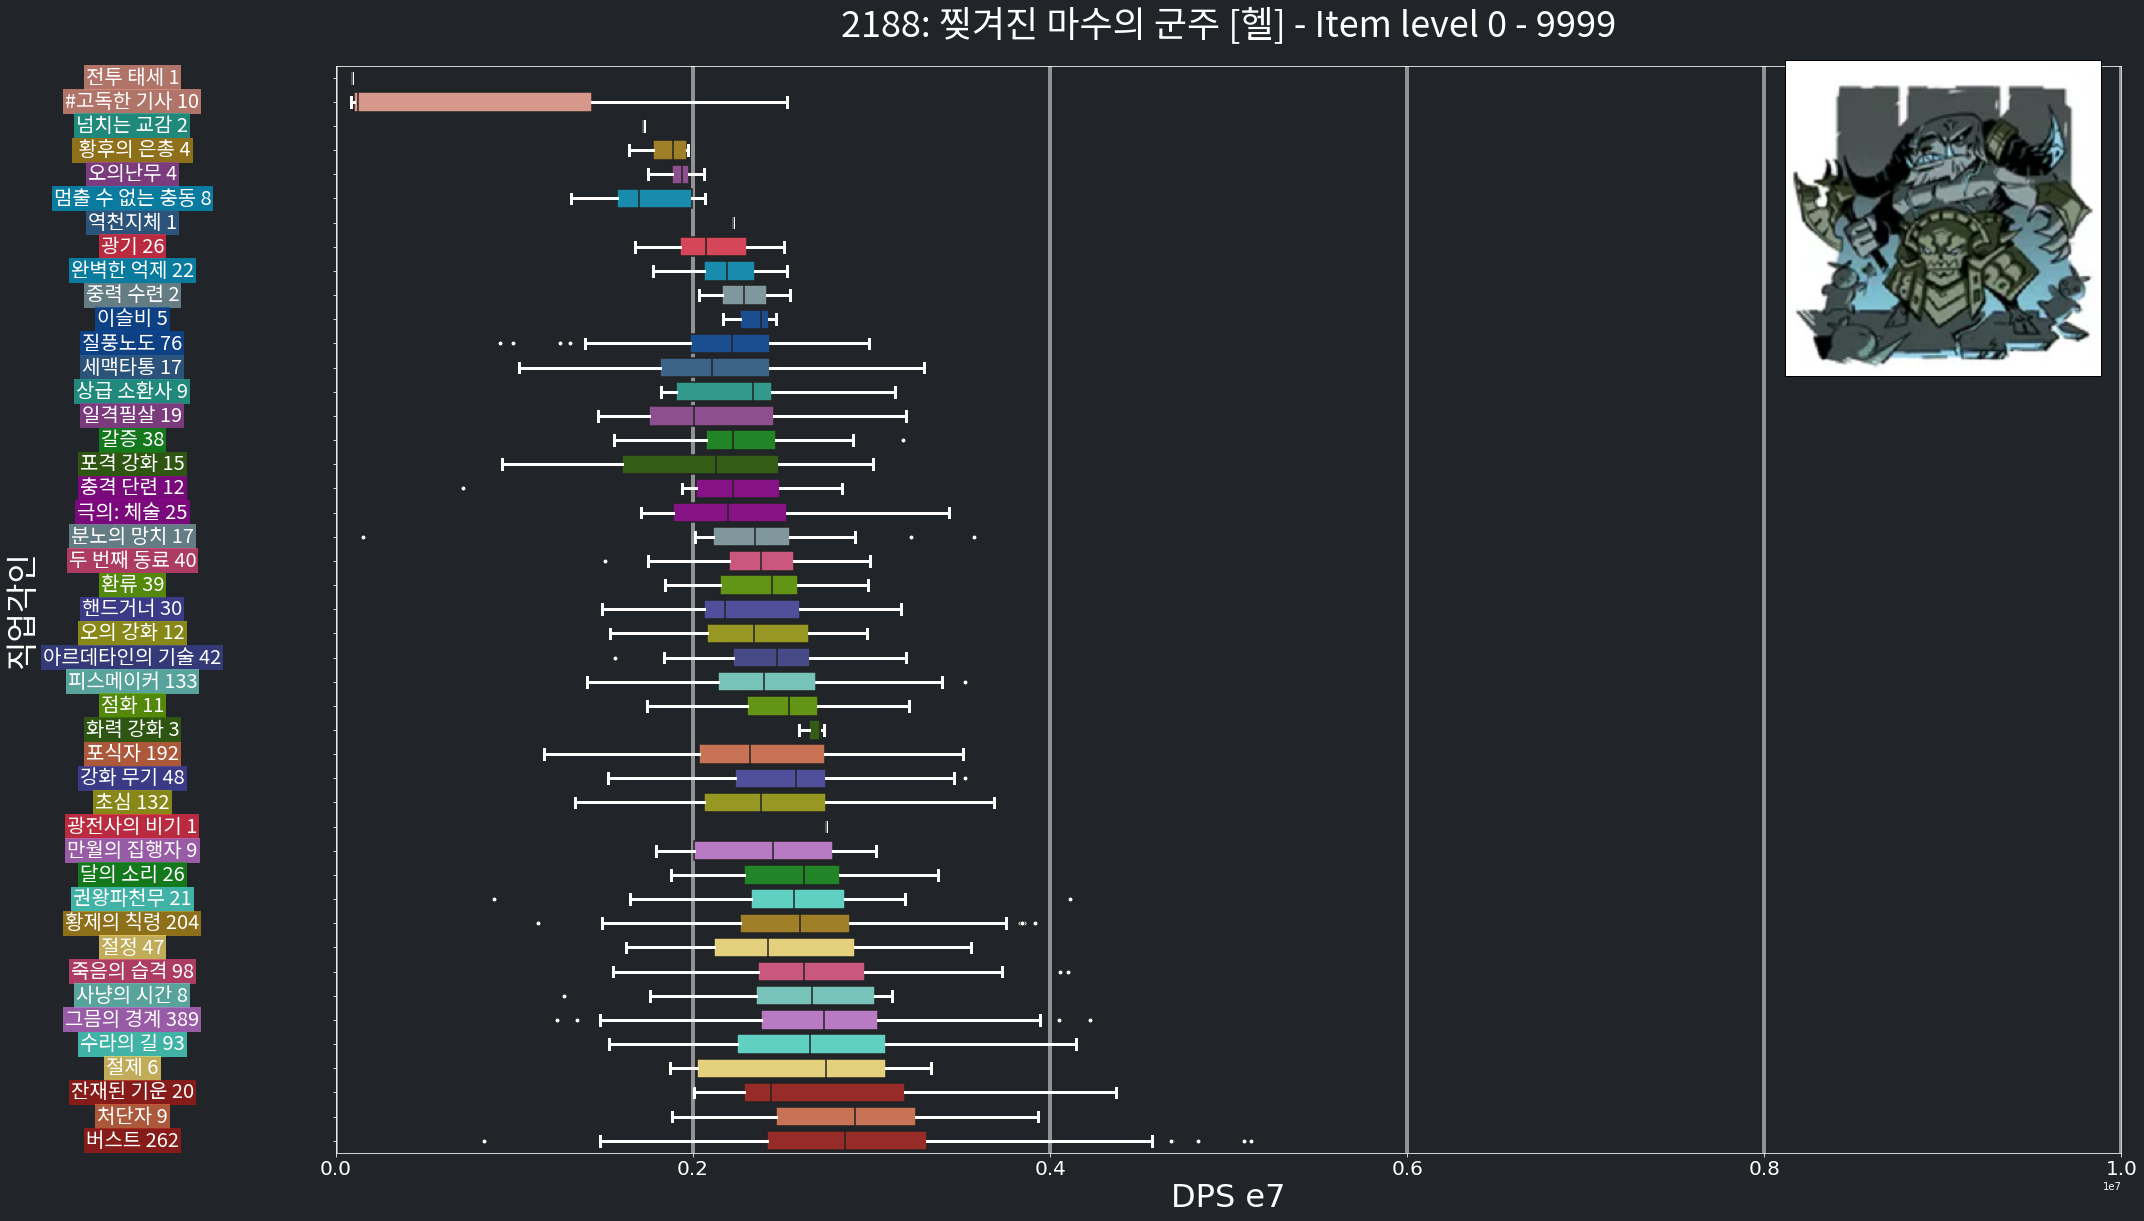 2188: 찢겨진 마수의 군주 [헬] - Item level 0 - 9999
전투 태세 1
#고독한 기사 10
넘치는 교감 2
황후의 은총 4
오의난무 4
멈출 수 없는 충동 8
역천지체 1
광기 26
완벽한 억제 22
중력 수련 2
이슬비 5
질풍노도 76
세맥타통 17
상급 소환사 9
일격필살 19
갈증 38
포격 강화 15
충격 단련 12
극의: 체술 25
분노의 망치 17
두 번째 동료 40
환류 39
핸드거너 30
오의 강화 12
아르데타인의 기술 42
피스메이커 133
점화 11
화력 강화 3
포식자 192
강화 무기 48
초심 132
광전사의 비기 1
만월의 집행자 9
달의 소리 26
권왕파천무 21
황제의 칙령 204
절정 47
죽음의 습격 98
사냥의 시간 8
그믐의 경계 389
수라의 길 93
절제 6
잔재된 기운 20
처단자 9
버스트 262
직업각인
0.0 0.2 0.4 0.6 0.8 1.0
1e7
DPS e7